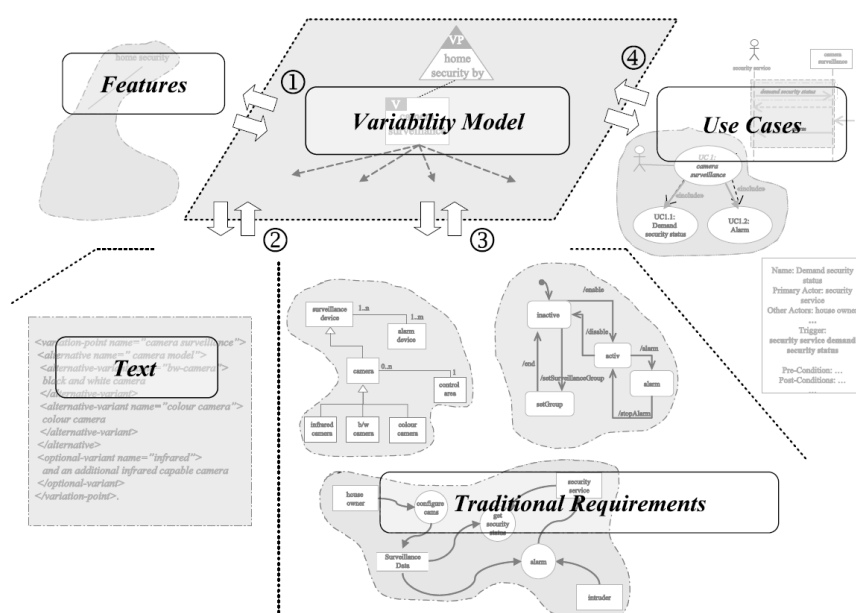 home security
Features
①
VP
home
security by
V
surveillance
Variability Model
④
security service
camera
surveillance
demand security status
Use Cases
UC 1:
camera
surveillance
«include»
«include»
UC1.1:
Demand
security status
UC1.2:
Alarm
②
③
Name: Demand security
status
Primary Actor: security
service
Other Actors: house owner
...
Trigger:
security service demand
security status
Pre-Condition: ...
Post-Conditions: ...
<variation-point name="camera surveillance">
<alternative name=" camera model">
<alternative-variant name="bw-camera">
black and white camera
</alternative-variant>
<alternative-variant name="colour camera">
colour camera
</alternative-variant>
</alternative>
<optional-variant name="infrared">
and an additional infrared capable camera
</optional-variant>
</variation-point>.
Text
surveillance
device
1..n
1..m
alarm
device
camera
0..n
1
control
area
infrared
camera
b/w
camera
colour
camera
/enable
inactive
/disable
activ
/alarm
/end
/setSurveillanceGroup
alarm
setGroup
/stopAlarm
Traditional Requirements
house
owner
configure
cams
security
service
get
security
status
Surveillance
Data
alarm
intruder